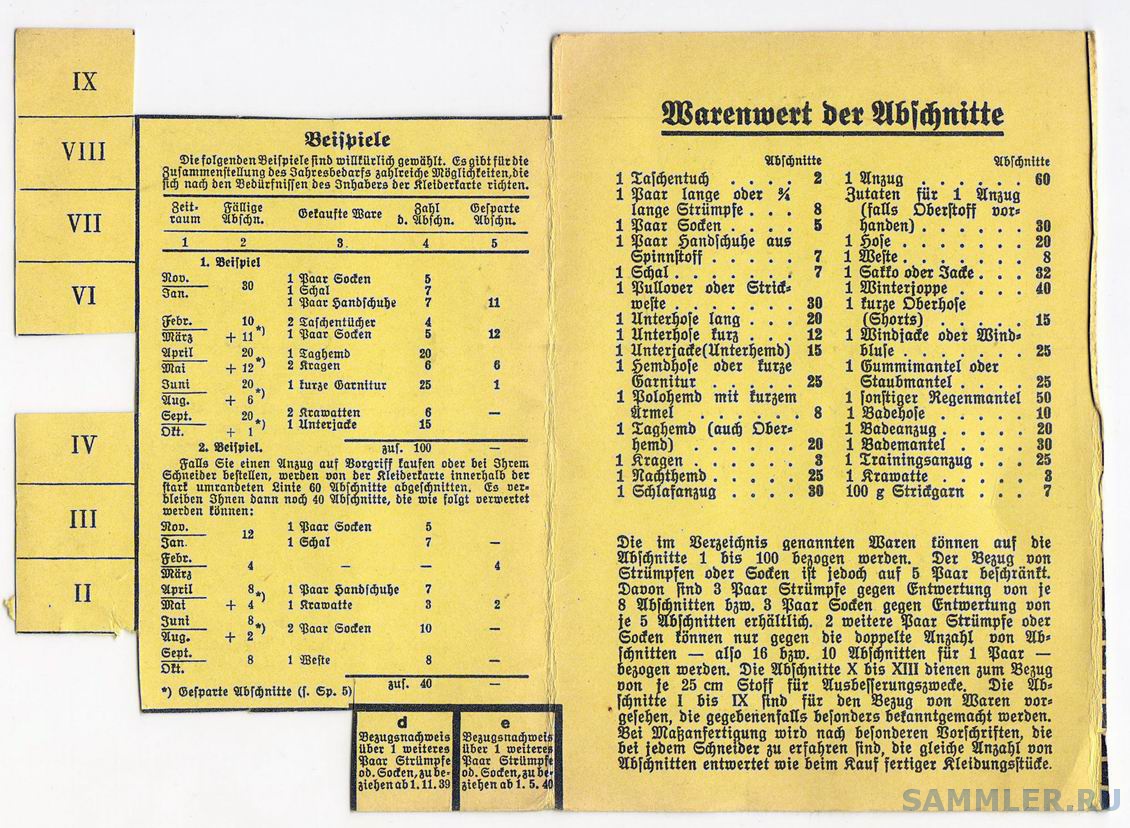 IX
VIII
VII
VI
IV
III
II
Beispiele
Die folgenden Beispiele sind willkürlich gewählt. Es gibt für die
Zusammenstellung des Jahresbedarfs zahlreiche Möglichkeiten, die
sich nach den Bedürfnissen des Inhabers der Kleiderkarte richten.
Zeit- Fällige Gekaufte Ware Zahl Gesparte
raum Abschn. d. Abschn. Abschn.
1 2 3 4 5
1. Beispiel
Nov. 30 1 Paar Socken 5
1 Schal 7
Jan. 1 Paar Handschuhe 7 11
Febr. 10 2 Taschentücher 4
März + 11*) 1 Paar Socken 5 12
April 20 1 Taghemd 20
Mai + 12*) 2 Kragen 6 6
Juni 20 1 kurze Garnitur 25 1
Aug. + 6*)
Sept. 20 2 Krawatten 6 —
Okt. + 1*) 1 Unterjacke 15
zus. 100 —
2. Beispiel.
Falls Sie einen Anzug auf Vorgriff kaufen oder bei Ihrem
Schneider bestellen, werden von der Kleiderkarte innerhalb der
stark umrandeten Linie 60 Abschnitte abgeschnitten. Es ver-
bleiben Ihnen dann noch 40 Abschnitte, die wie folgt verwertet
werden können:
Nov. 12 1 Paar Socken 5
Jan. 1 Schal 7 —
Febr. 4 — — 4
März
April 8 1 Paar Handschuhe 7
Mai + 4*) 1 Krawatte 3 2
Juni 8 2 Paar Socken 10 —
Aug. + 2*)
Sept. 8 1 Weste 8 —
Okt.
zus. 40 —
*) Gesparte Abschnitte (s. Sp. 5)
d
Bezugsnachweis
über 1 weiteres
Paar Strümpfe
od. Socken, zu be-
ziehen ab 1. 11. 39
e
Bezugsnachweis
über 1 weiteres
Paar Strümpfe
od. Socken, zu be-
ziehen ab 1. 5. 40
Warenwert der Abschnitte
Abschnitte
1 Taschentuch . . . . 2
1 Paar lange oder ¾
lange Strümpfe . . . 8
1 Paar Socken . . . . 5
1 Paar Handschuhe aus
Spinnstoff . . . . . 7
1 Schal . . . . . . . 7
1 Pullover oder Strick-
weste . . . . . . . 30
1 Unterhose lang . . . 20
1 Unterhose kurz . . . 12
1 Unterjacke (Unterhemd) 15
1 Hemdhose oder kurze
Garnitur . . . . . . 25
1 Polohemd mit kurzem
Ärmel . . . . . . . 8
1 Taghemd (auch Ober-
hemd) . . . . . . . 20
1 Kragen . . . . . . 3
1 Nachthemd . . . . . 25
1 Schlafanzug . . . . 30
Abschnitte
1 Anzug . . . . . . 60
Zutaten für 1 Anzug
(falls Oberstoff vor-
handen) . . . . . . 30
1 Hose . . . . . . . 20
1 Weste . . . . . . . 8
1 Sakko oder Jacke . . . 32
1 Winterjoppe . . . . 40
1 kurze Oberhose
(Shorts) . . . . . . 15
1 Windjacke oder Wind-
bluse . . . . . . . 25
1 Gummimantel oder
Staubmantel . . . . 25
1 sonstiger Regenmantel 50
1 Badehose . . . . . 10
1 Badeanzug . . . . . 20
1 Bademantel . . . . 30
1 Trainingsanzug . . . 25
1 Krawatte . . . . . 3
100 g Strickgarn . . . 7
Die im Verzeichnis genannten Waren können auf die
Abschnitte 1 bis 100 bezogen werden. Der Bezug von
Strümpfen oder Socken ist jedoch auf 5 Paar beschränkt.
Davon sind 3 Paar Strümpfe gegen Entwertung von je
8 Abschnitten bzw. 3 Paar Socken gegen Entwertung von
je 5 Abschnitten erhältlich. 2 weitere Paar Strümpfe oder
Socken können nur gegen die doppelte Anzahl von Ab-
schnitten — also 16 bzw. 10 Abschnitten für 1 Paar —
bezogen werden. Die Abschnitte X bis XIII dienen zum Bezug
von je 25 cm Stoff für Ausbesserungszwecke. Die Ab-
schnitte I bis IX sind für den Bezug von Waren vor-
gesehen, die gegebenenfalls besonders bekanntgemacht werden.
Bei Maßanfertigung wird nach besonderen Vorschriften, die
bei jedem Schneider zu erfahren sind, die gleiche Anzahl von
Abschnitten entwertet wie beim Kauf fertiger Kleidungsstücke.
SAMMLER.RU